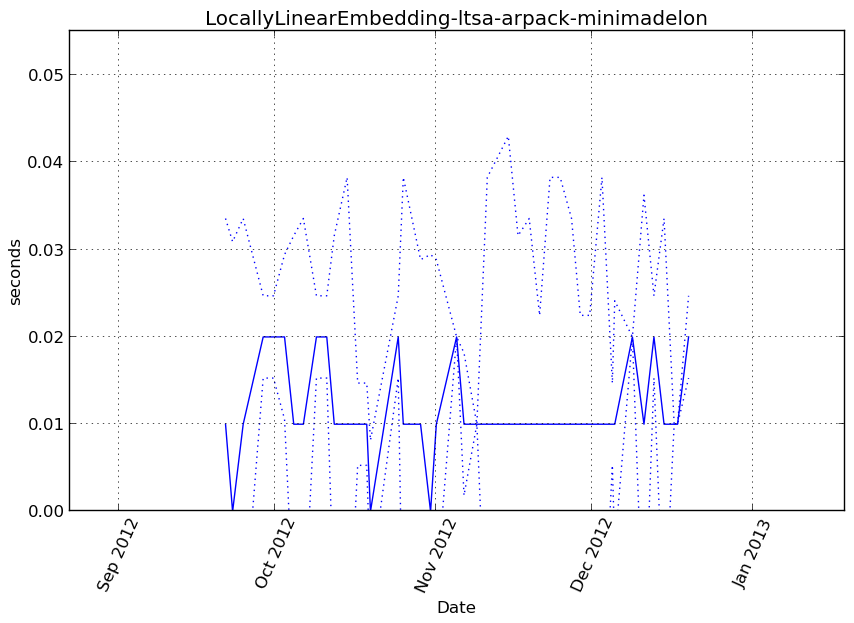 LocallyLinearEmbedding-ltsa-arpack-minimadelon
0.05
0.04
0.03
0.02
0.01
0.00
seconds
Sep 2012
Oct 2012
Nov 2012
Dec 2012
Jan 2013
Date